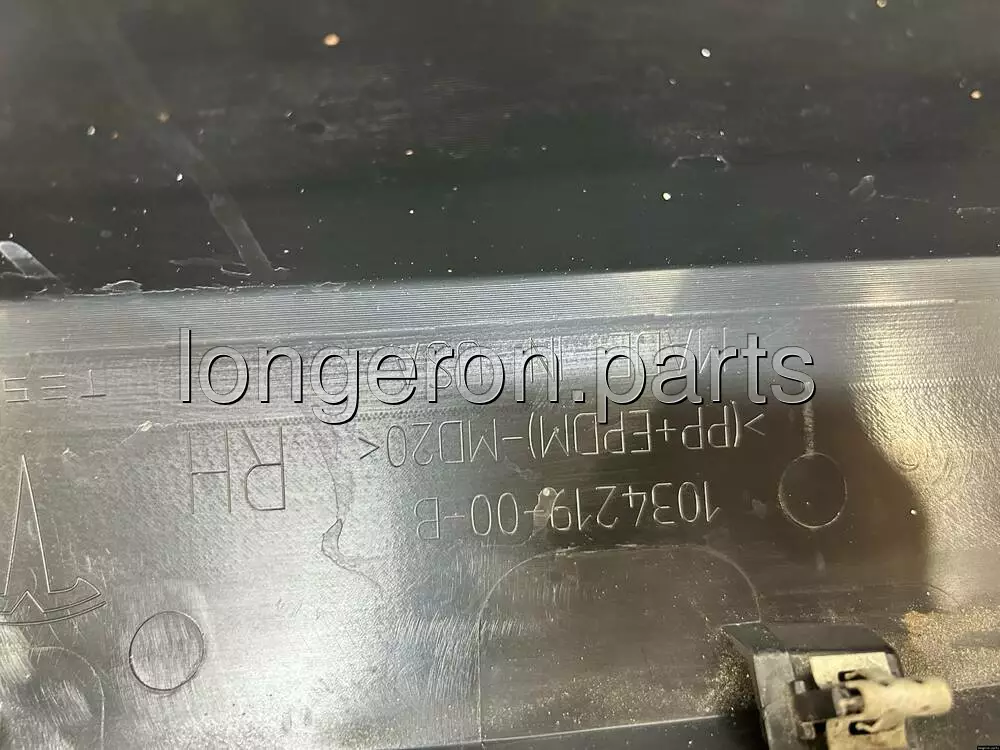 1034219-00-B
>(PP+EPDM)-MD20<
RH
longeron.parts